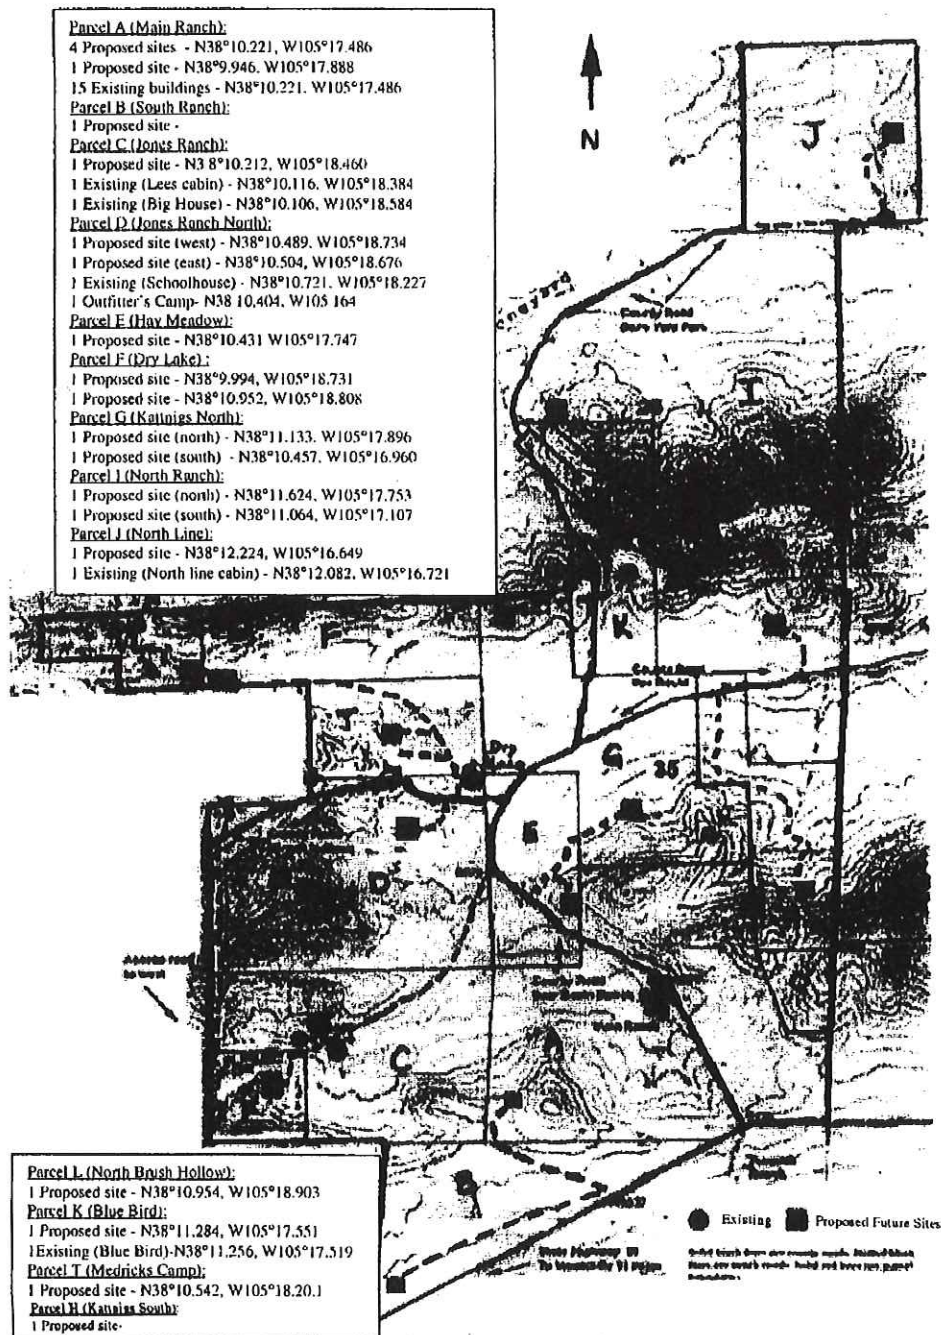 Parcel A (Main Ranch):
4 Proposed sites - N38°10.221, W105°17.486
1 Proposed site - N38°9.946, W105°17.888
15 Existing buildings - N38°10.221. W105°17.486
Parcel B (South Ranch):
1 Proposed site -
Parcel C (Jones Ranch):
1 Proposed site - N3 8°10.212, W105°18.460
1 Existing (Lees cabin) - N38°10.116, W105°18.384
1 Existing (Big House) - N38°10.106, W105°18.584
Parcel D (Jones Ranch North):
1 Proposed site (west) - N38°10.489, W105°18.734
1 Proposed site (east) - N38°10.504, W105°18.676
1 Existing (Schoolhouse) - N38°10.721, W105°18.227
1 Outfitter's Camp- N38 10.404, W105 164
Parcel E (Hay Meadow):
1 Proposed site - N38°10.431 W105°17.747
Parcel F (Dry Lake) :
1 Proposed site - N38°9.994, W105°18.731
1 Proposed site - N38°10.952, W105°18.808
Parcel G (Kattnigs North):
1 Proposed site (north) - N38°11.133. W105°17.896
1 Proposed site (south) - N38°10.457, W105°16.960
Parcel I (North Ranch):
1 Proposed site (north) - N38°11.624, W105°17.753
1 Proposed site (south) - N38°11.064, W105°17.107
Parcel J (North Line):
1 Proposed site - N38°12.224, W105°16.649
1 Existing (North line cabin) - N38°12.082, W105°16.721
N
J
County Road
I
K
County Road
Dry
Lake
G
35
E
D
Access road
to west
County Road
Main Ranch
C
A
B
State Highway
Parcel L (North Brush Hollow):
1 Proposed site - N38°10.954, W105°18.903
Parcel K (Blue Bird):
1 Proposed site - N38°11.284, W105°17.551
1Existing (Blue Bird)-N38°11.256, W105°17.519
Parcel T (Medricks Camp):
1 Proposed site - N38°10.542, W105°18.20.1
Parcel H (Kattnigs South):
1 Proposed site-
Existing
Proposed Future Sites